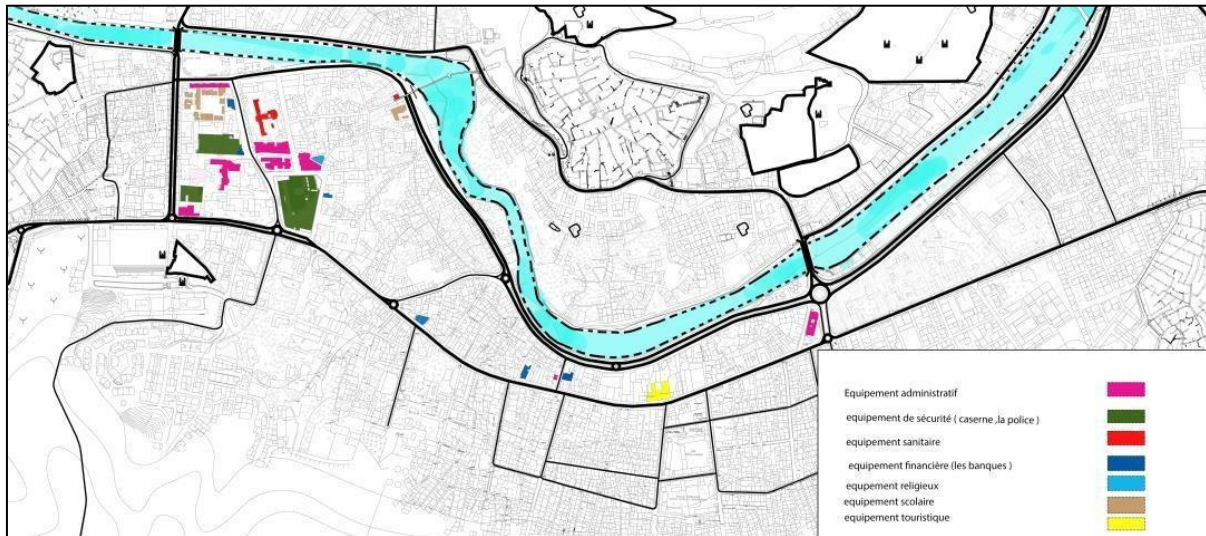 Equipement administratif
equipement de sécurité ( caserne ,la police )
equipement sanitaire
equipement financière (les banques )
equpement religieux
equipement scolaire
equipement touristique